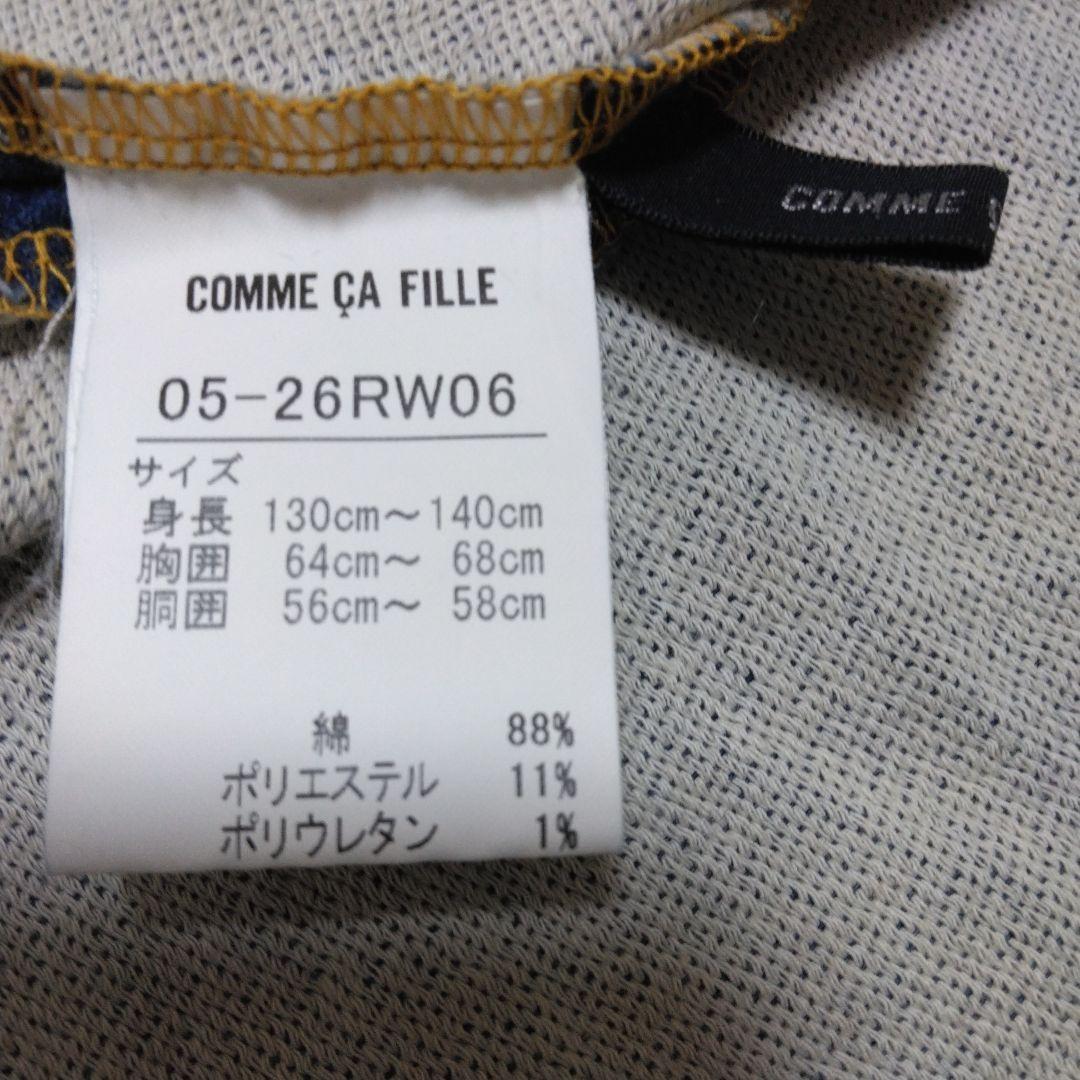 COMME
COMME ÇA FILLE
05-26RW06
サイズ
身長 130cm～140cm
胸囲 64cm～ 68cm
胴囲 56cm～ 58cm
綿 88%
ポリエステル 11%
ポリウレタン 1%